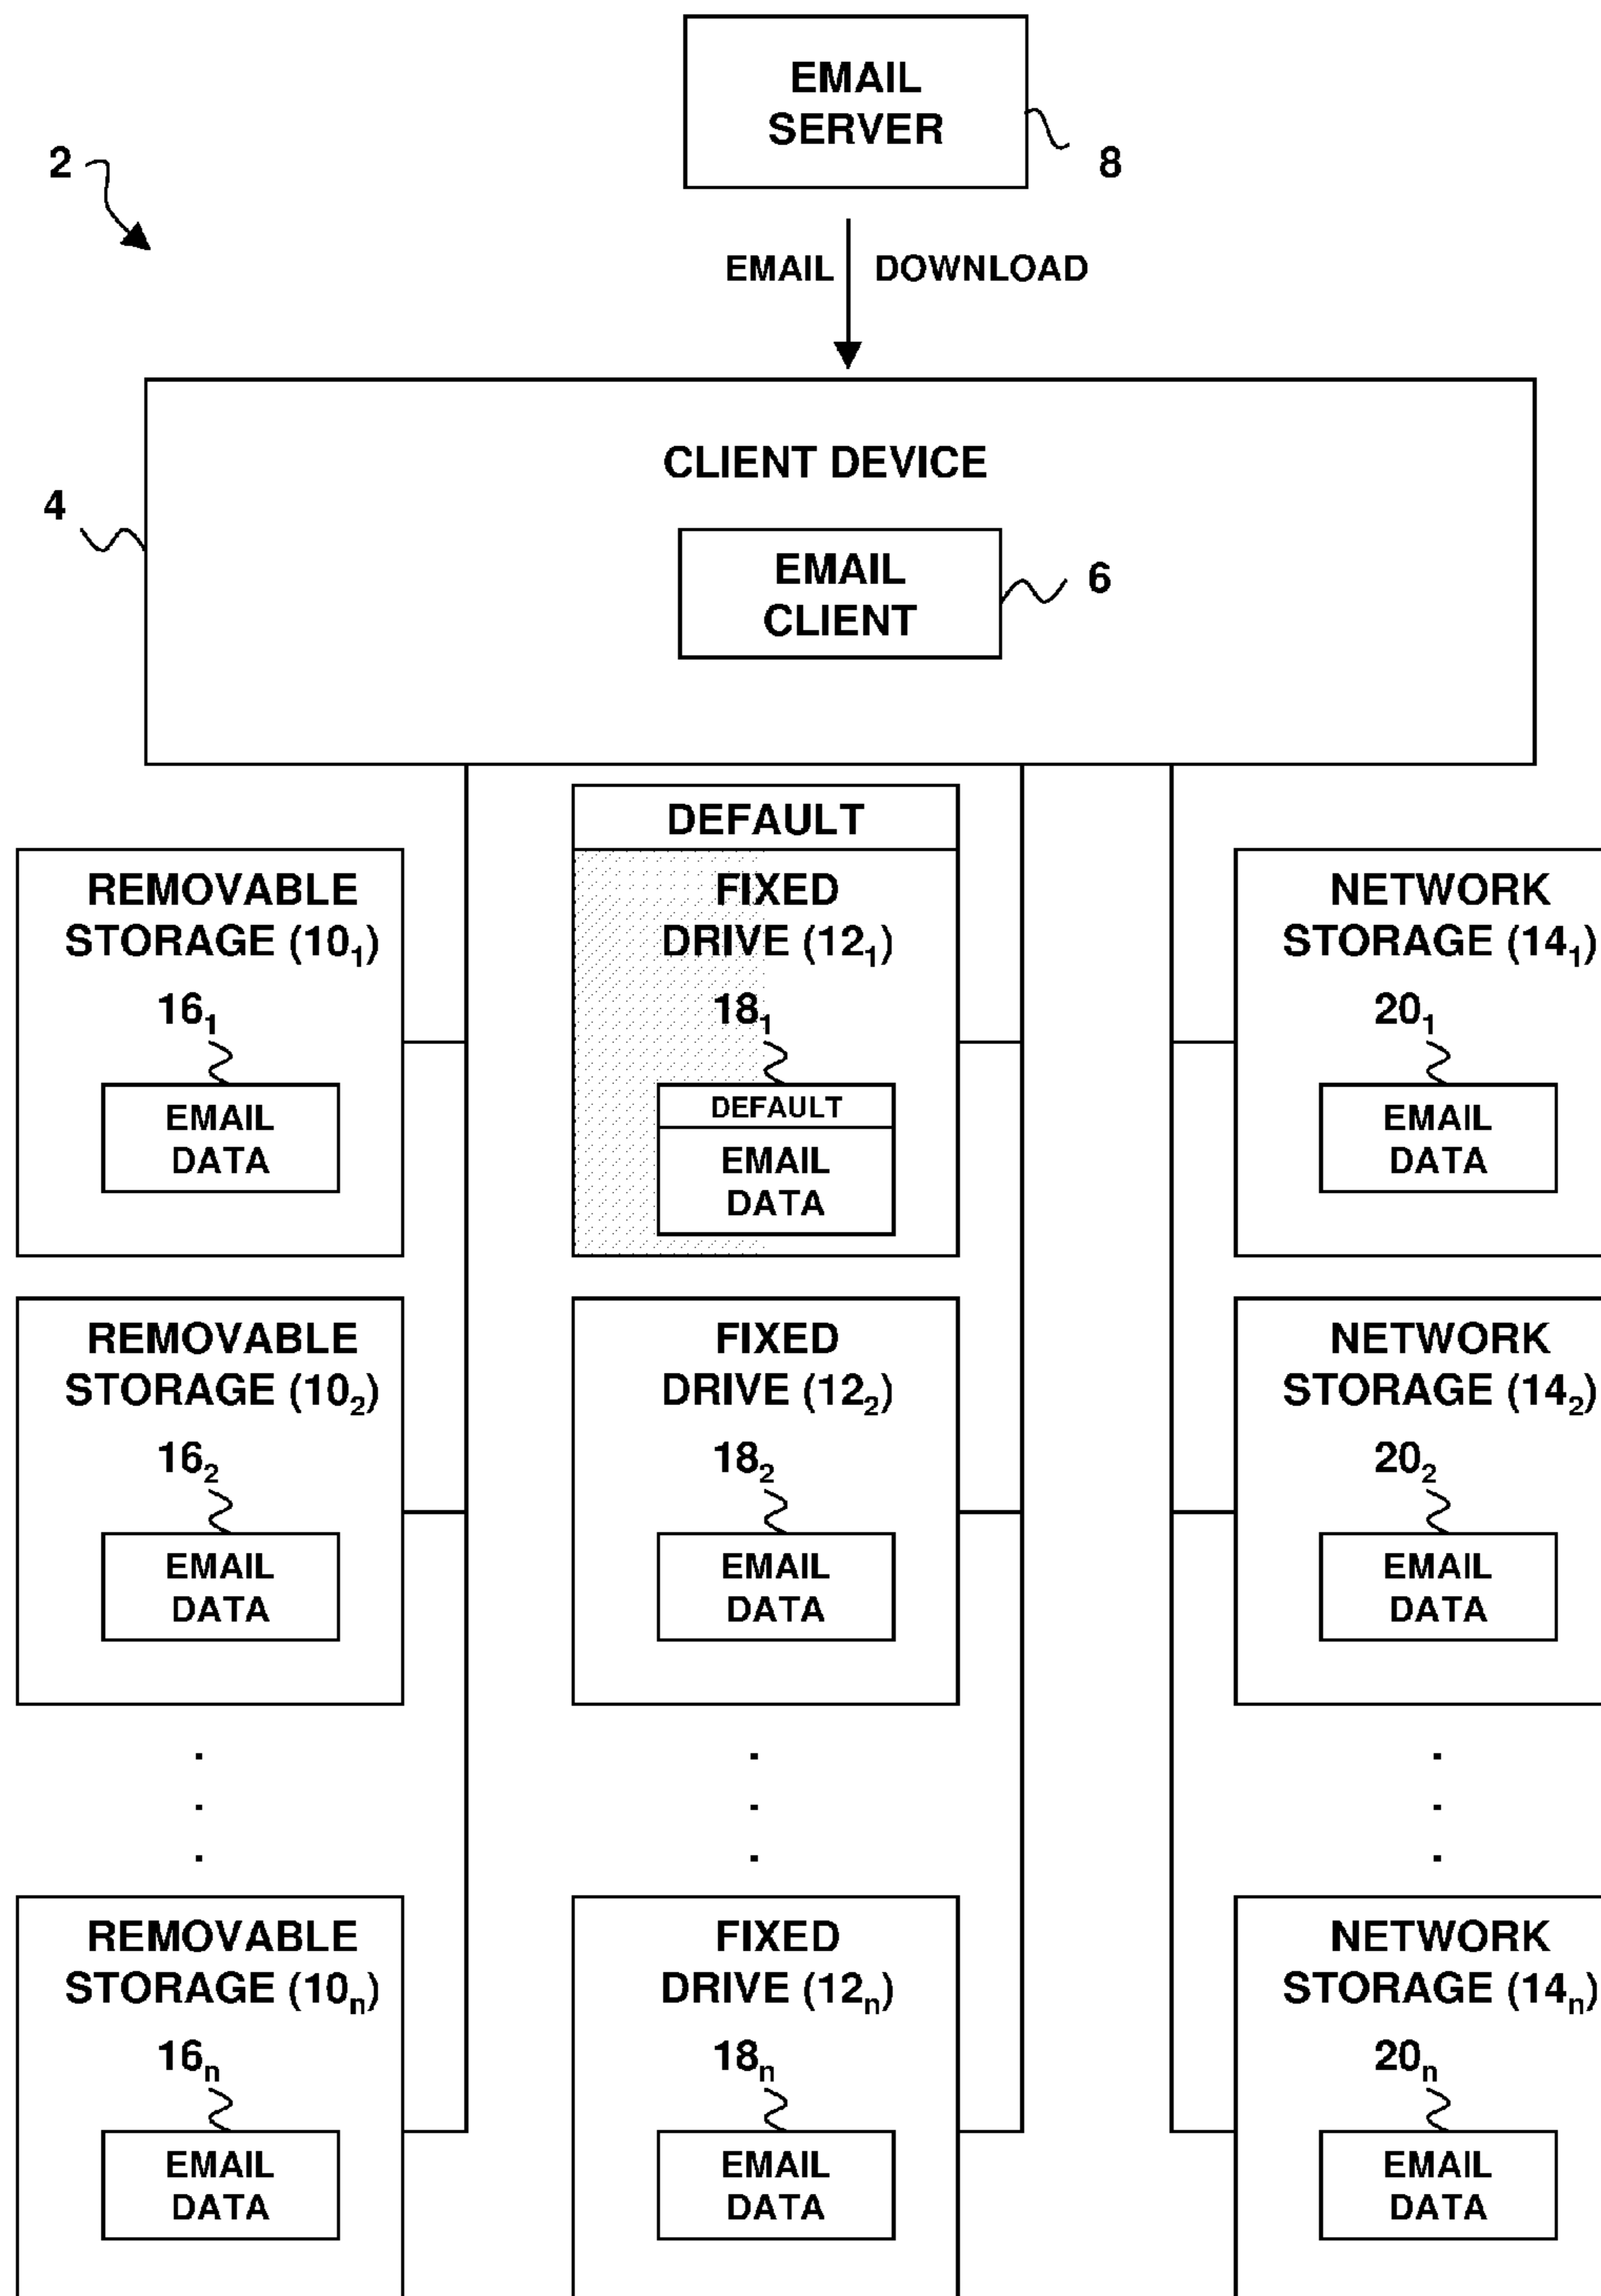 EMAIL
SERVER
2
8
EMAIL DOWNLOAD
CLIENT DEVICE
4
EMAIL
CLIENT
6
DEFAULT
REMOVABLE
STORAGE (10₁)
16₁
EMAIL
DATA
FIXED
DRIVE (12₁)
18₁
DEFAULT
EMAIL
DATA
NETWORK
STORAGE (14₁)
20₁
EMAIL
DATA
REMOVABLE
STORAGE (10₂)
16₂
EMAIL
DATA
FIXED
DRIVE (12₂)
18₂
EMAIL
DATA
NETWORK
STORAGE (14₂)
20₂
EMAIL
DATA
REMOVABLE
STORAGE (10ₙ)
16ₙ
EMAIL
DATA
FIXED
DRIVE (12ₙ)
18ₙ
EMAIL
DATA
NETWORK
STORAGE (14ₙ)
20ₙ
EMAIL
DATA